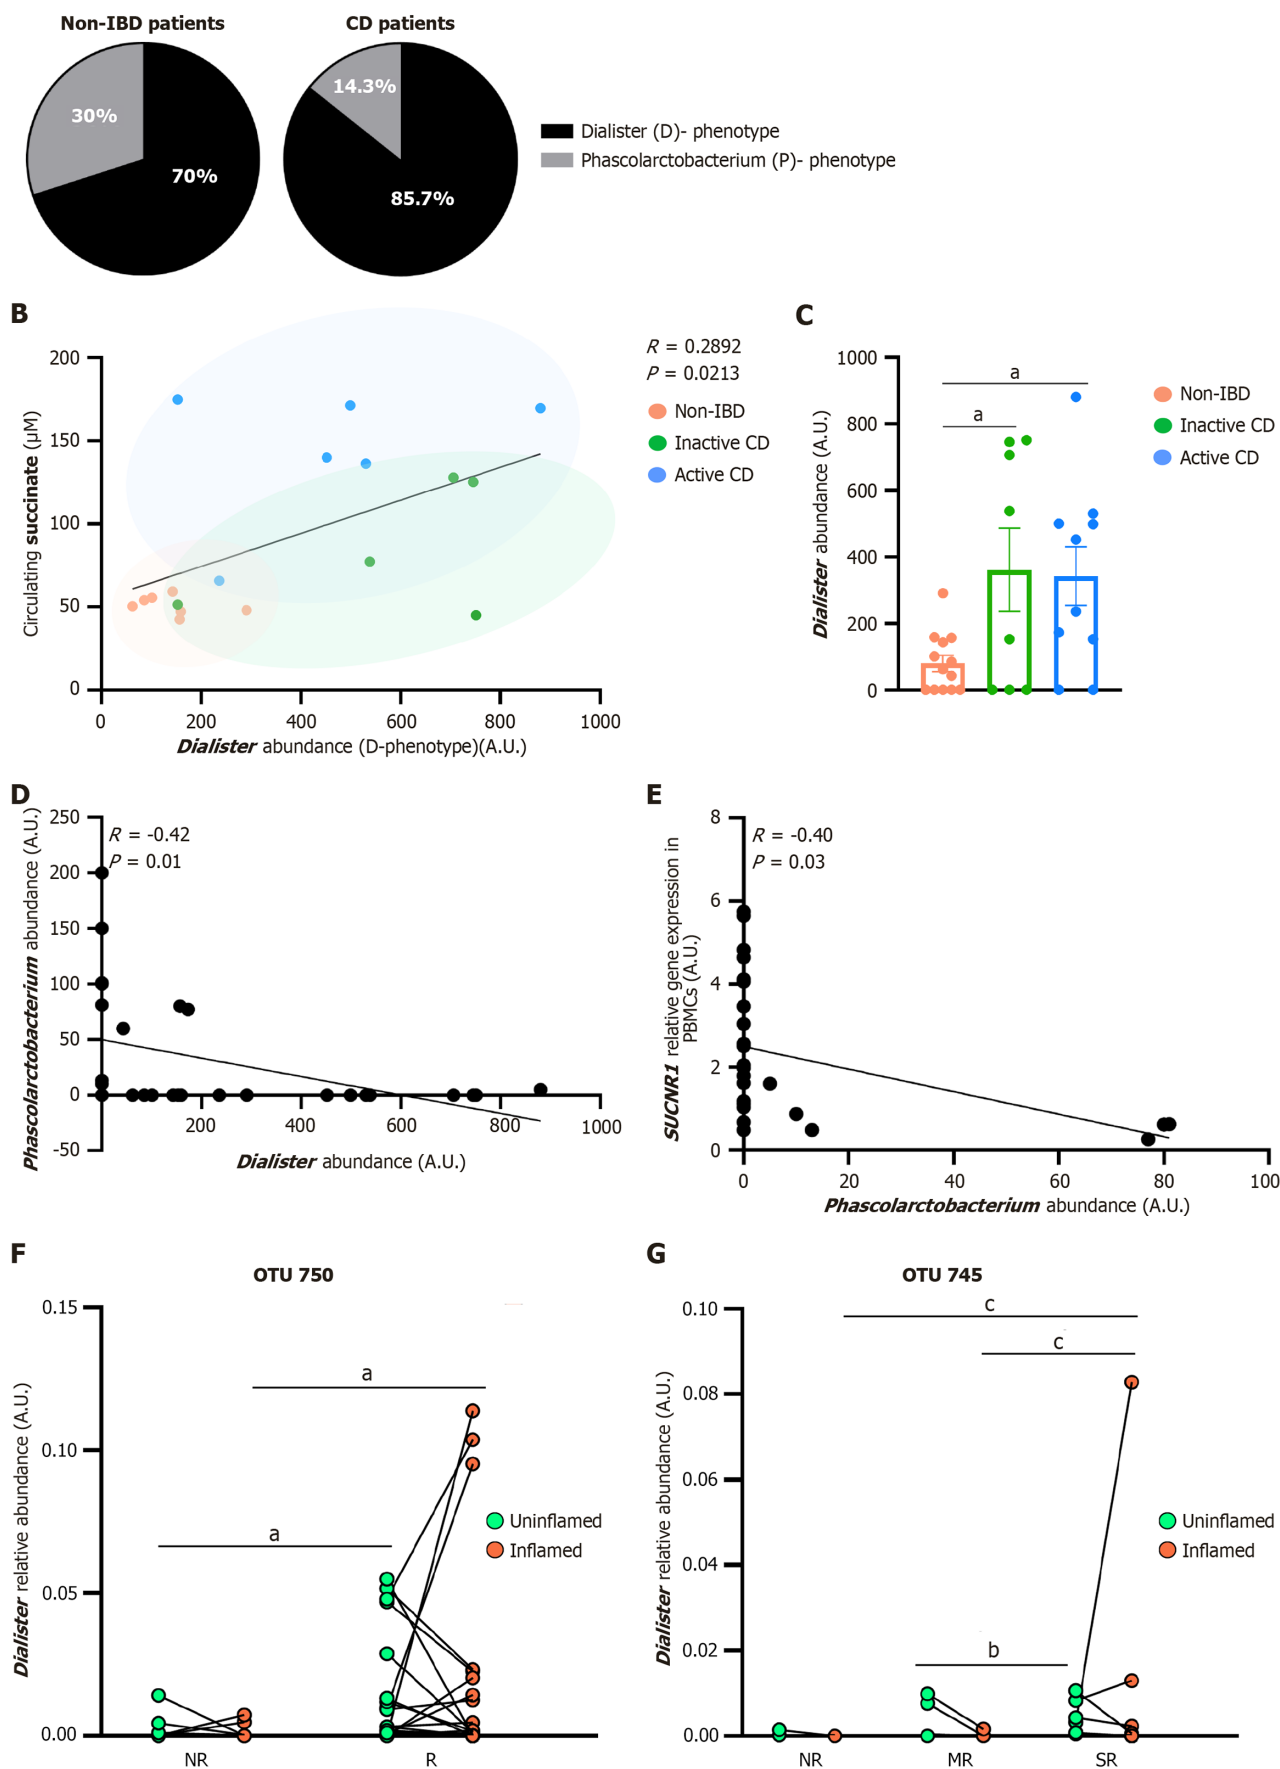 Non-IBD patients
CD patients
30%
70%
14.3%
85.7%
Dialister (D)- phenotype
Phascolarctobacterium (P)- phenotype
B
R = 0.2892
P = 0.0213
Non-IBD
Inactive CD
Active CD
Circulating succinate (μM)
200
150
100
50
0
0 200 400 600 800 1000
Dialister abundance (D-phenotype)(A.U.)
C
a
a
Non-IBD
Inactive CD
Active CD
Dialister abundance (A.U.)
1000
800
600
400
200
0
D
R = -0.42
P = 0.01
Phascolarctobacterium abundance (A.U.)
250
200
150
100
50
0
-50
200 400 600 800 1000
Dialister abundance (A.U.)
E
R = -0.40
P = 0.03
SUCNR1 relative gene expression in
PBMCs (A.U.)
8
6
4
2
0
0 20 40 60 80 100
Phascolarctobacterium abundance (A.U.)
F
OTU 750
Dialister relative abundance (A.U.)
0.15
0.10
0.05
0.00
a
a
Uninflamed
Inflamed
NR R
G
OTU 745
Dialister relative abundance (A.U.)
0.10
0.08
0.06
0.04
0.02
0.00
c
c
b
Uninflamed
Inflamed
NR MR SR